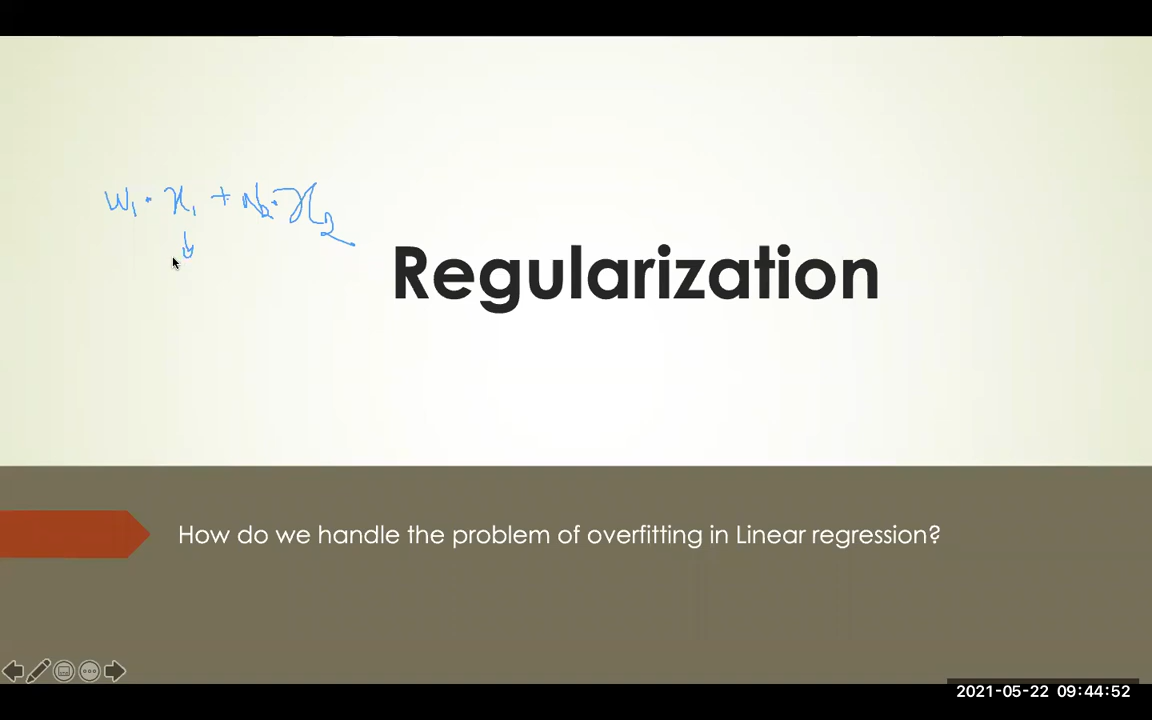 w₁ · x₁ + w₂ · x₂
Regularization
How do we handle the problem of overfitting in Linear regression?
2021-05-22 09:44:52